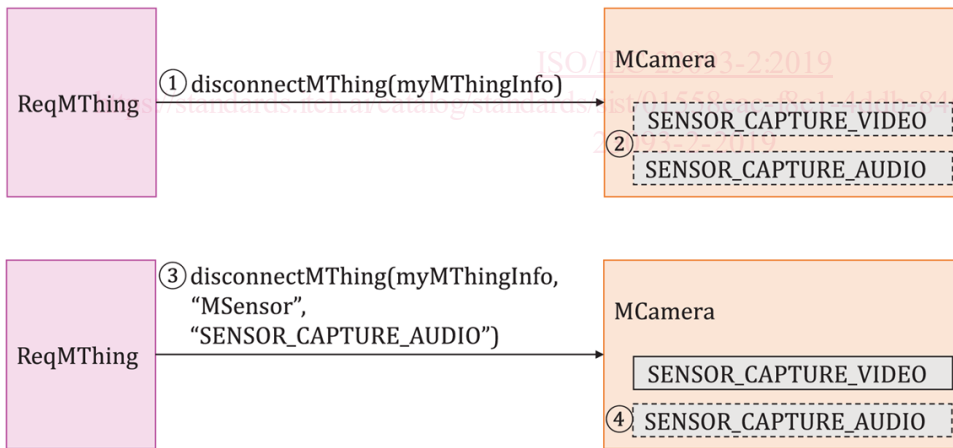 ReqMThing
① disconnectMThing(myMThingInfo)
MCamera
SENSOR_CAPTURE_VIDEO
②
SENSOR_CAPTURE_AUDIO
ISO/IEC 23093-2:2019
ReqMThing
③ disconnectMThing(myMThingInfo,
“MSensor”,
“SENSOR_CAPTURE_AUDIO”)
MCamera
SENSOR_CAPTURE_VIDEO
④ SENSOR_CAPTURE_AUDIO